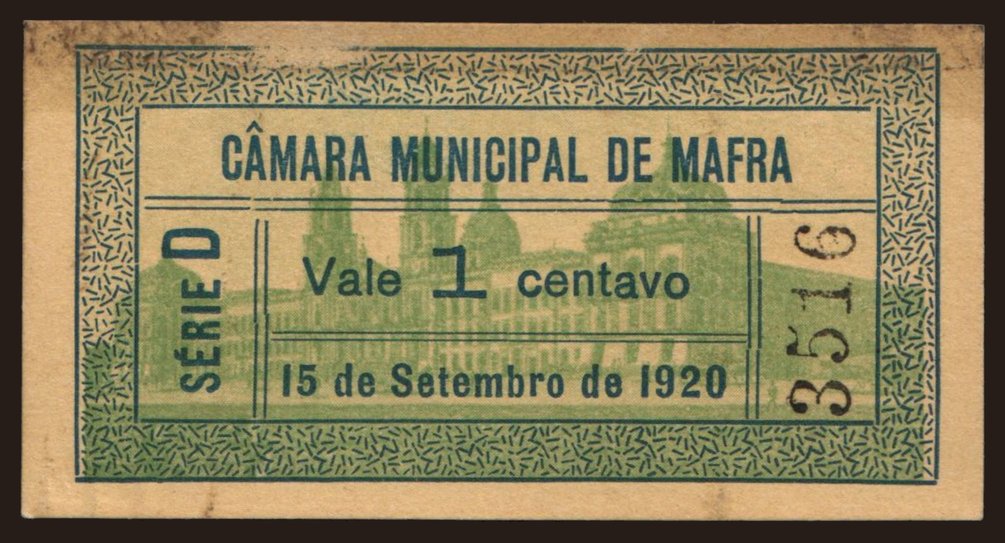 CÂMARA MUNICIPAL DE MAFRA
SÉRIE D
Vale 1 centavo
15 de Setembro de 1920
3516